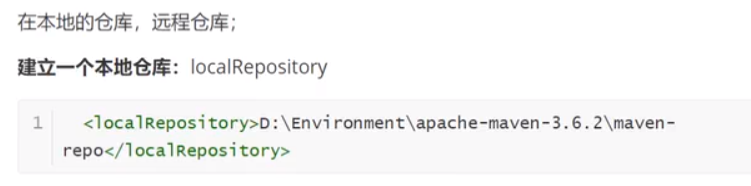 在本地的仓库，远程仓库；
建立一个本地仓库：localRepository
1 <localRepository>D:\Environment\apache-maven-3.6.2\maven-
repo</localRepository>